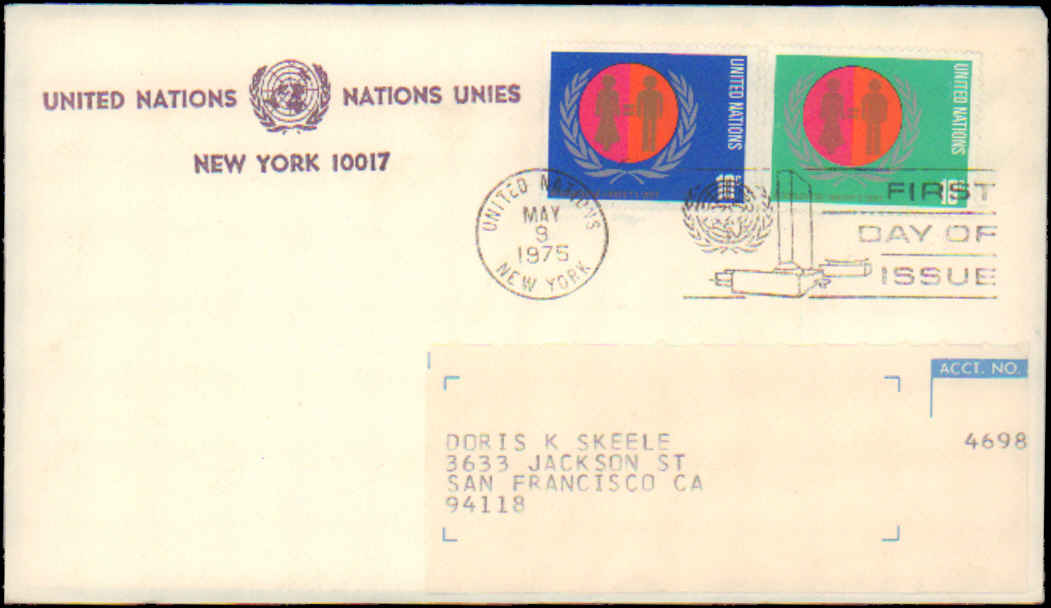 UNITED NATIONS NATIONS UNIES
NEW YORK 10017
UNITED NATIONS
10c
UNITED NATIONS
UNITED NATIONS
MAY
9
1975
NEW YORK
FIRST
DAY OF
ISSUE
ACCT. NO.
DORIS K SKEELE 4698
3633 JACKSON ST
SAN FRANCISCO CA
94118